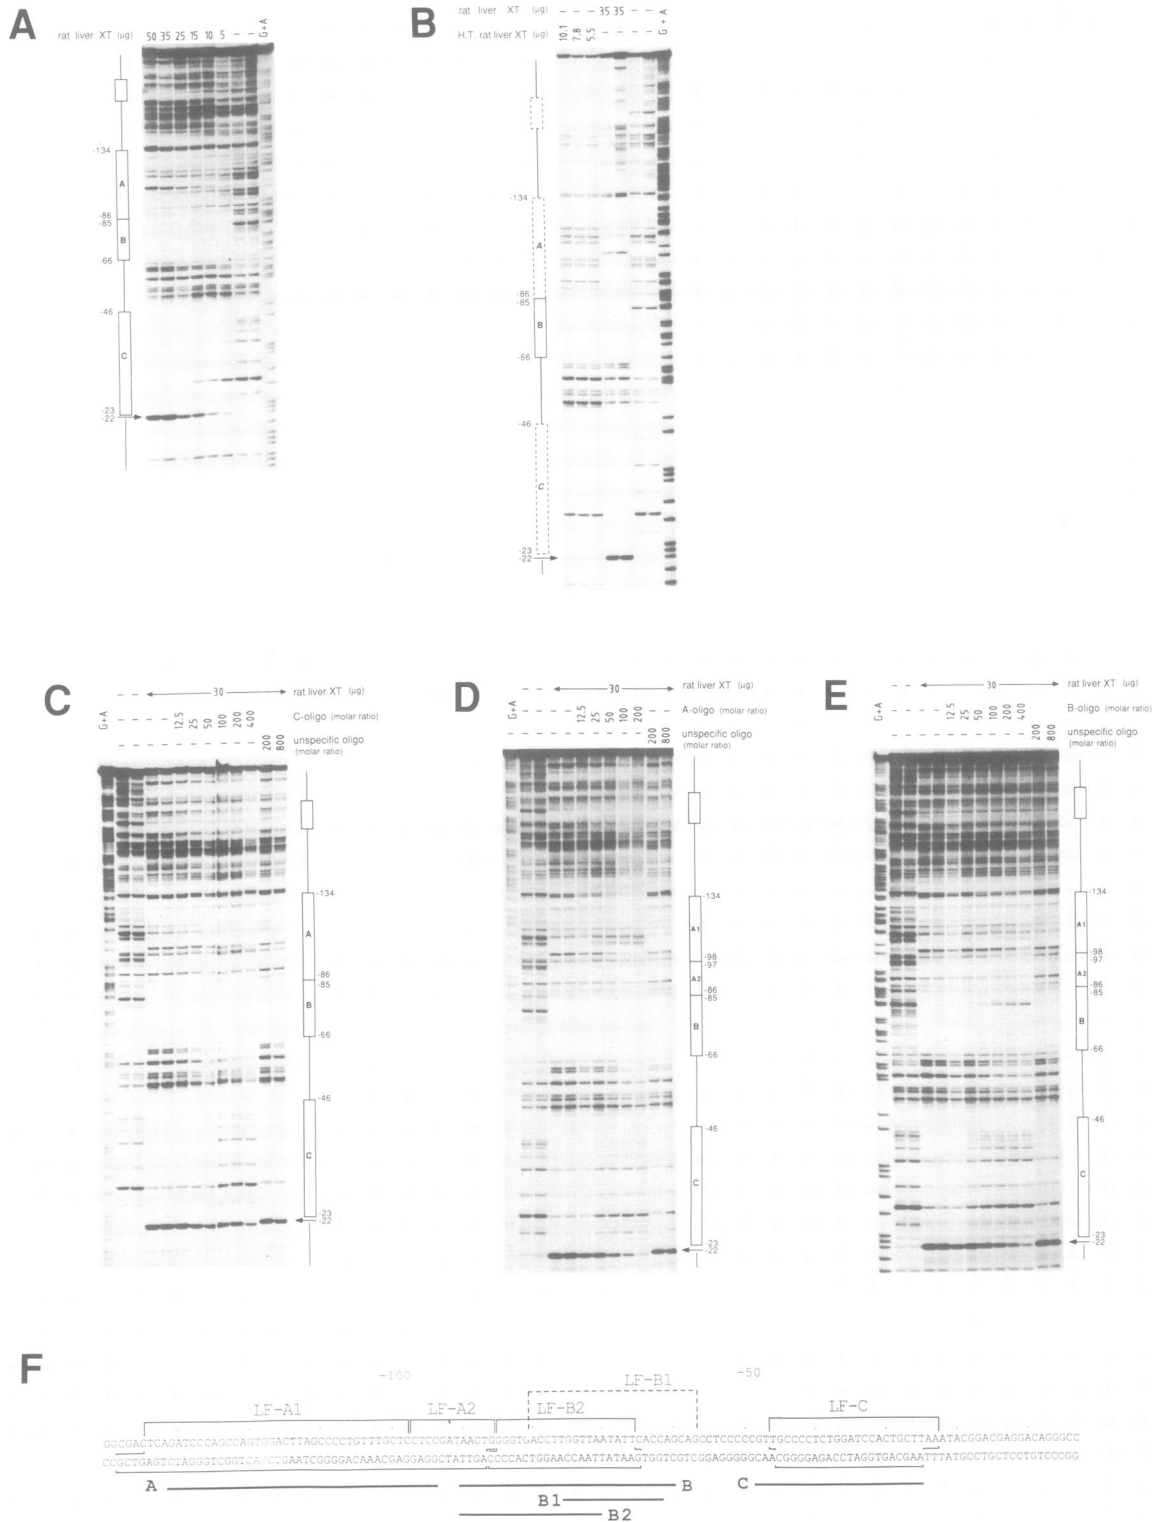 A
rat liver XT (µg) 50 35 25 15 10 5 – – G+A
-134
A
-86
-85
B
-66
-46
C
-23
-22
B
rat liver XT (µg) – – – 35 35 – –
H.T. rat liver XT (µg) 10.1 7.8 5.5 – – – – G+A
-134
A
-86
-85
B
-66
-46
C
-23
-22
C
– – 30 rat liver XT (µg)
G+A – – – – 12.5 25 50 100 200 400 – – C-oligo (molar ratio)
– – – – – – – – – – 200 800 unspecific oligo
(molar ratio)
-134
A
-86
-85
B
-66
-46
C
-23
-22
D
– – 30 rat liver XT (µg)
G+A – – – – 12.5 25 50 100 200 – – A-oligo (molar ratio)
– – – – – – – – – 200 800 unspecific oligo
(molar ratio)
-134
A1
-98
-97
A2
-86
-85
B
-66
-46
C
-23
-22
E
– – 30 rat liver XT (µg)
G+A – – – – 12.5 25 50 100 200 400 – – B-oligo (molar ratio)
– – – – – – – – – – 200 800 unspecific oligo
(molar ratio)
-134
A1
-98
-97
A2
-86
-85
B
-66
-46
C
-23
-22
F
-100 -50
LF-B1
LF-A1 LF-A2 LF-B2 LF-C
GGCGACTCAGATCCCAGCCAGTGGACTTAGCCCCTGTTTGCTCCTCCGATAACTGGGGTGACCTTGGTTAATATTCACCAGCAGCCTCCCCCGTTGCCCCTCTGGATCCACTGCTTAAATACGGACGAGGACAGGGCC
CCGCTGAGTCTAGGGTCGGTCA CTGAATCGGGGACAAACGAGGAGGCTATTGACCCCACTGGAACCAATTATAAGTGGTCGTCGGAGGGGGCAACGGGGAGACCTAGGTGACGAATTTATGCCTGCTCCTGTCCCGG
A B C
B1
B2